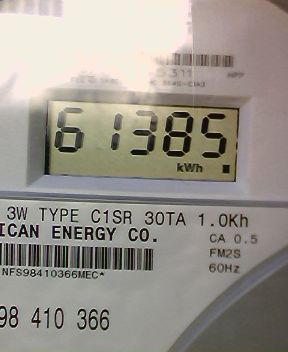 61385
kWh
3W TYPE C1SR 30TA 1.0Kh
ICAN ENERGY CO.
CA 0.5
FM2S
NFS98410366MEC*
60Hz
98 410 366